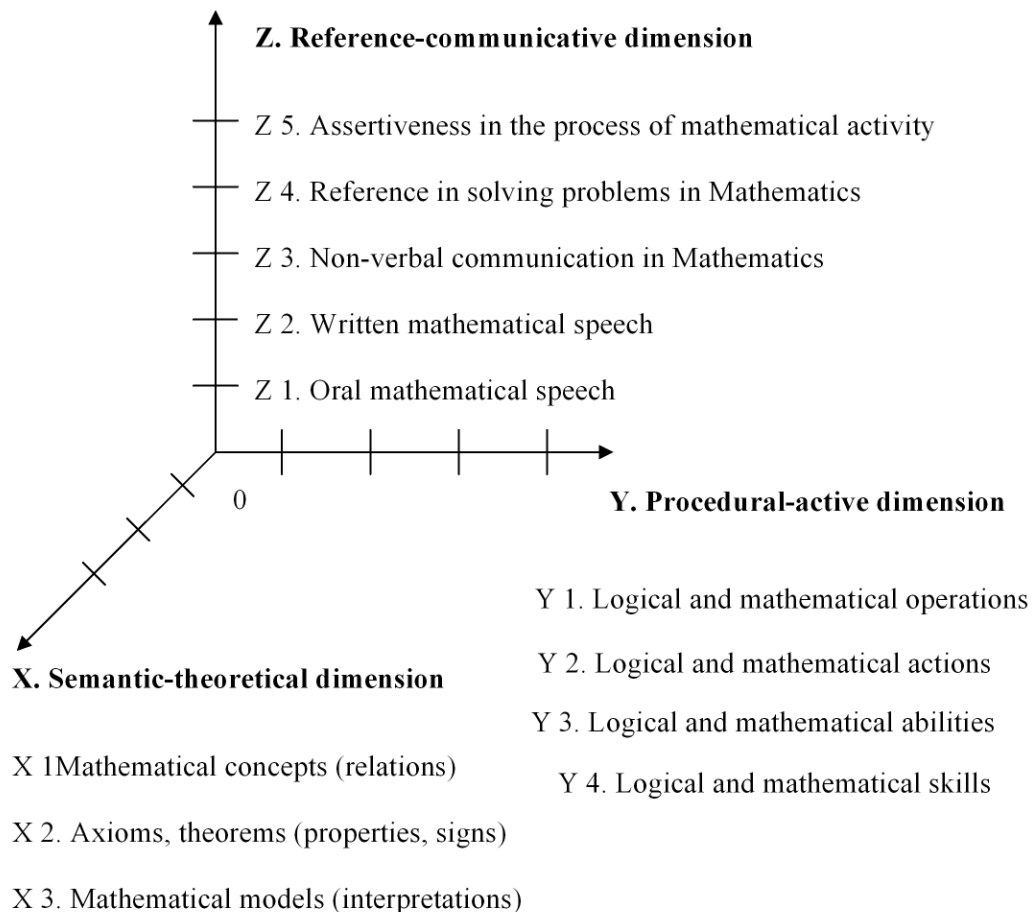 Z. Reference-communicative dimension
Z 5. Assertiveness in the process of mathematical activity
Z 4. Reference in solving problems in Mathematics
Z 3. Non-verbal communication in Mathematics
Z 2. Written mathematical speech
Z 1. Oral mathematical speech
0
Y. Procedural-active dimension
Y 1. Logical and mathematical operations
Y 2. Logical and mathematical actions
Y 3. Logical and mathematical abilities
Y 4. Logical and mathematical skills
X. Semantic-theoretical dimension
X 1Mathematical concepts (relations)
X 2. Axioms, theorems (properties, signs)
X 3. Mathematical models (interpretations)